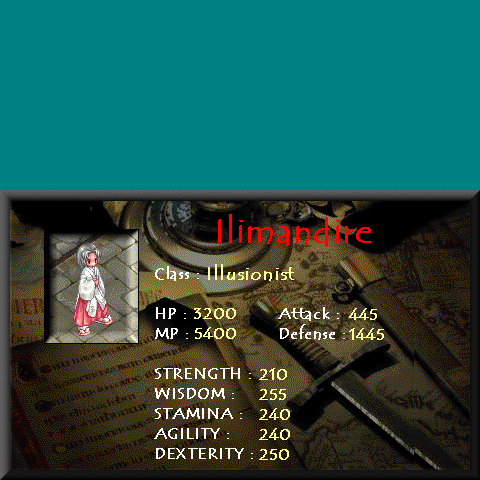 Ilimandire
Class : Illusionist
HP : 3200 Attack : 445
MP : 5400 Defense : 1445
STRENGTH : 210
WISDOM : 255
STAMINA : 240
AGILITY : 240
DEXTERITY : 250